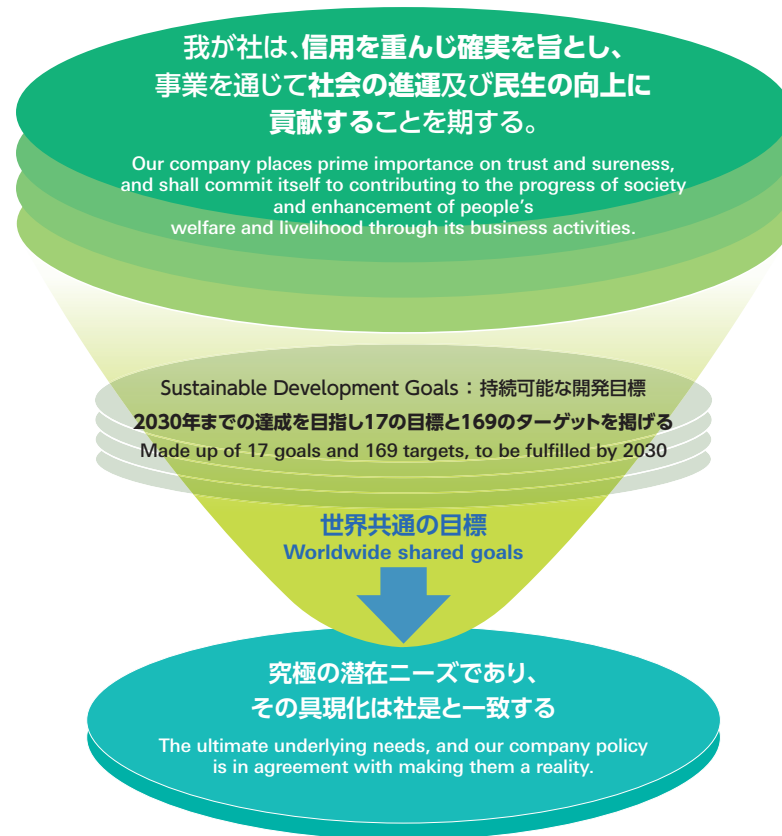 我が社は、信用を重んじ確実を旨とし、
事業を通じて社会の進運及び民生の向上に
貢献することを期する。
Our company places prime importance on trust and sureness,
and shall commit itself to contributing to the progress of society
and enhancement of people's
welfare and livelihood through its business activities.
Sustainable Development Goals：持続可能な開発目標
2030年までの達成を目指し17の目標と169のターゲットを掲げる
Made up of 17 goals and 169 targets, to be fulfilled by 2030
世界共通の目標
Worldwide shared goals
究極の潜在ニーズであり、
その具現化は社是と一致する
The ultimate underlying needs, and our company policy
is in agreement with making them a reality.